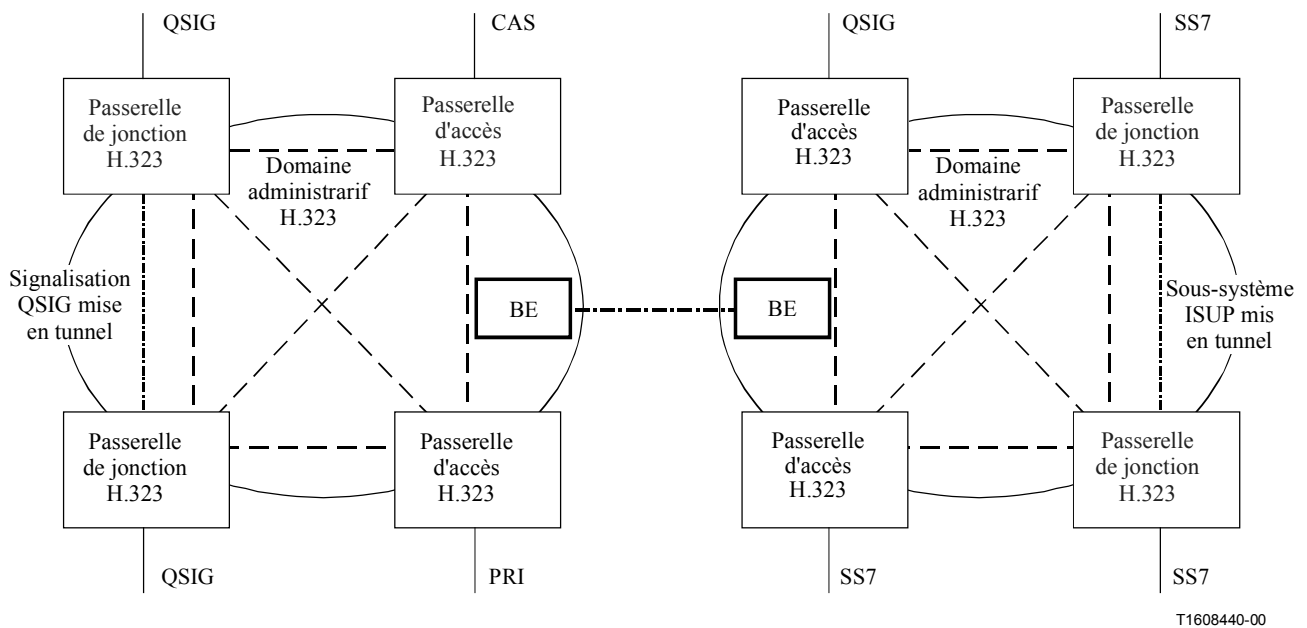 QSIG
CAS
QSIG
SS7
Passerelle
de jonction
H.323
Passerelle
d'accès
H.323
Passerelle
d'accès
H.323
Passerelle
de jonction
H.323
Domaine
administrarif
H.323
Domaine
administrarif
H.323
Signalisation
QSIG mise
en tunnel
BE
BE
Sous-système
ISUP mis
en tunnel
Passerelle
de jonction
H.323
Passerelle
d'accès
H.323
Passerelle
d'accès
H.323
Passerelle
de jonction
H.323
QSIG
PRI
SS7
SS7
T1608440-00